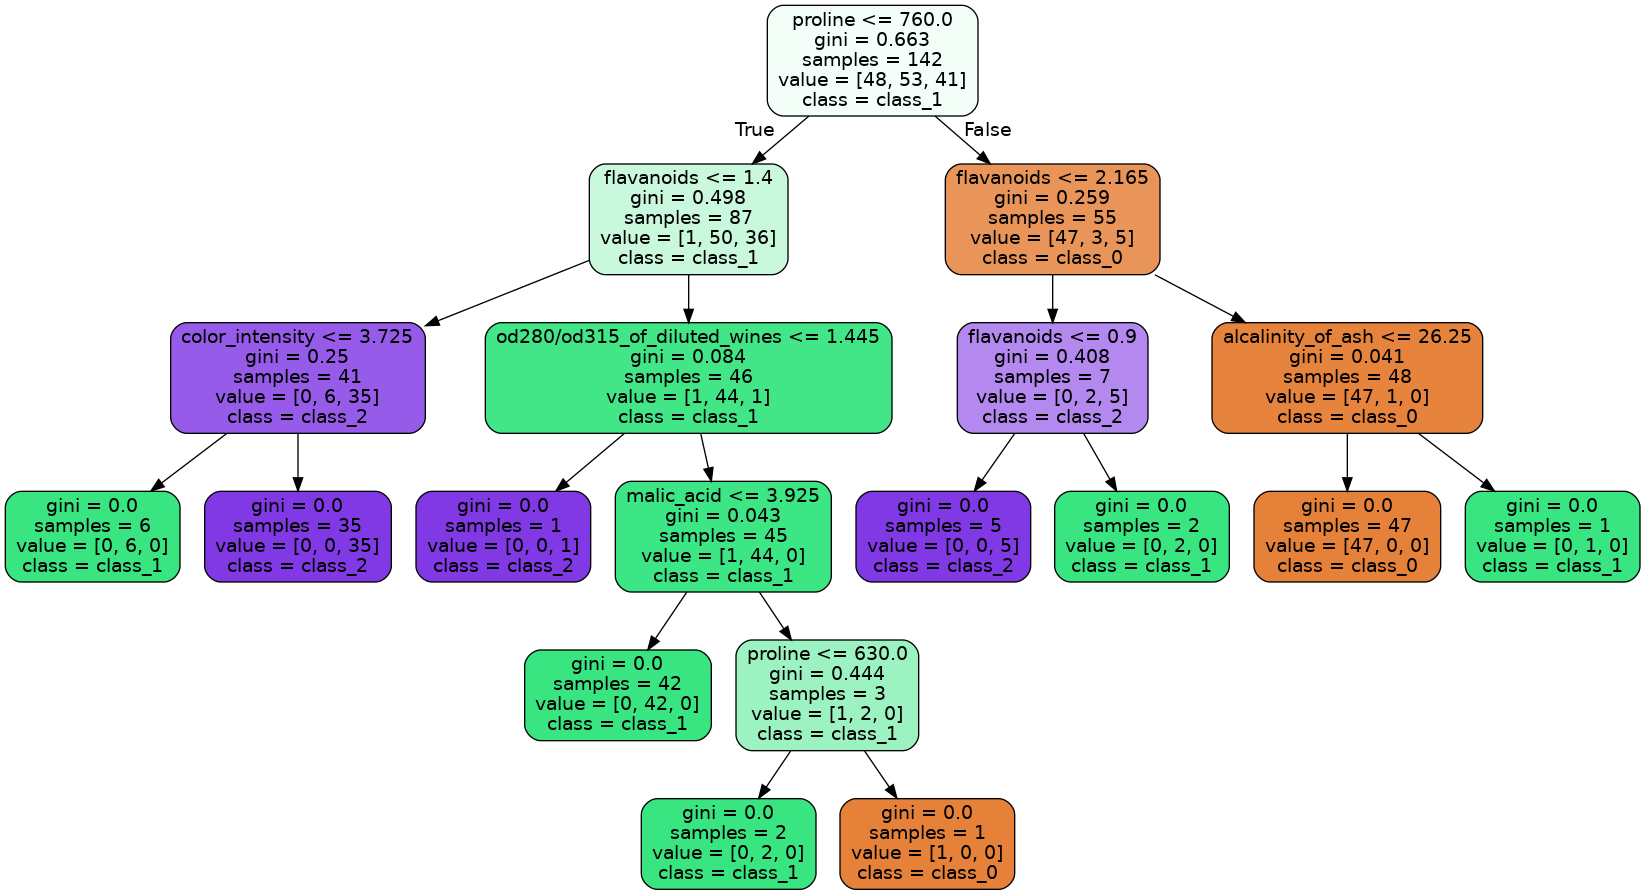 proline <= 760.0
gini = 0.663
samples = 142
value = [48, 53, 41]
class = class_1
True
False
flavanoids <= 1.4
gini = 0.498
samples = 87
value = [1, 50, 36]
class = class_1
flavanoids <= 2.165
gini = 0.259
samples = 55
value = [47, 3, 5]
class = class_0
color_intensity <= 3.725
gini = 0.25
samples = 41
value = [0, 6, 35]
class = class_2
od280/od315_of_diluted_wines <= 1.445
gini = 0.084
samples = 46
value = [1, 44, 1]
class = class_1
flavanoids <= 0.9
gini = 0.408
samples = 7
value = [0, 2, 5]
class = class_2
alcalinity_of_ash <= 26.25
gini = 0.041
samples = 48
value = [47, 1, 0]
class = class_0
gini = 0.0
samples = 6
value = [0, 6, 0]
class = class_1
gini = 0.0
samples = 35
value = [0, 0, 35]
class = class_2
gini = 0.0
samples = 1
value = [0, 0, 1]
class = class_2
malic_acid <= 3.925
gini = 0.043
samples = 45
value = [1, 44, 0]
class = class_1
gini = 0.0
samples = 5
value = [0, 0, 5]
class = class_2
gini = 0.0
samples = 2
value = [0, 2, 0]
class = class_1
gini = 0.0
samples = 47
value = [47, 0, 0]
class = class_0
gini = 0.0
samples = 1
value = [0, 1, 0]
class = class_1
gini = 0.0
samples = 42
value = [0, 42, 0]
class = class_1
proline <= 630.0
gini = 0.444
samples = 3
value = [1, 2, 0]
class = class_1
gini = 0.0
samples = 2
value = [0, 2, 0]
class = class_1
gini = 0.0
samples = 1
value = [1, 0, 0]
class = class_0